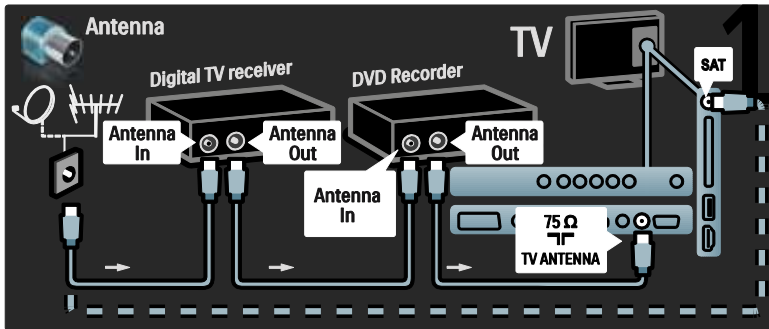 Antenna
TV
1
Digital TV receiver
DVD Recorder
SAT
Antenna
In
Antenna
Out
Antenna
In
Antenna
Out
75 Ω
TV ANTENNA